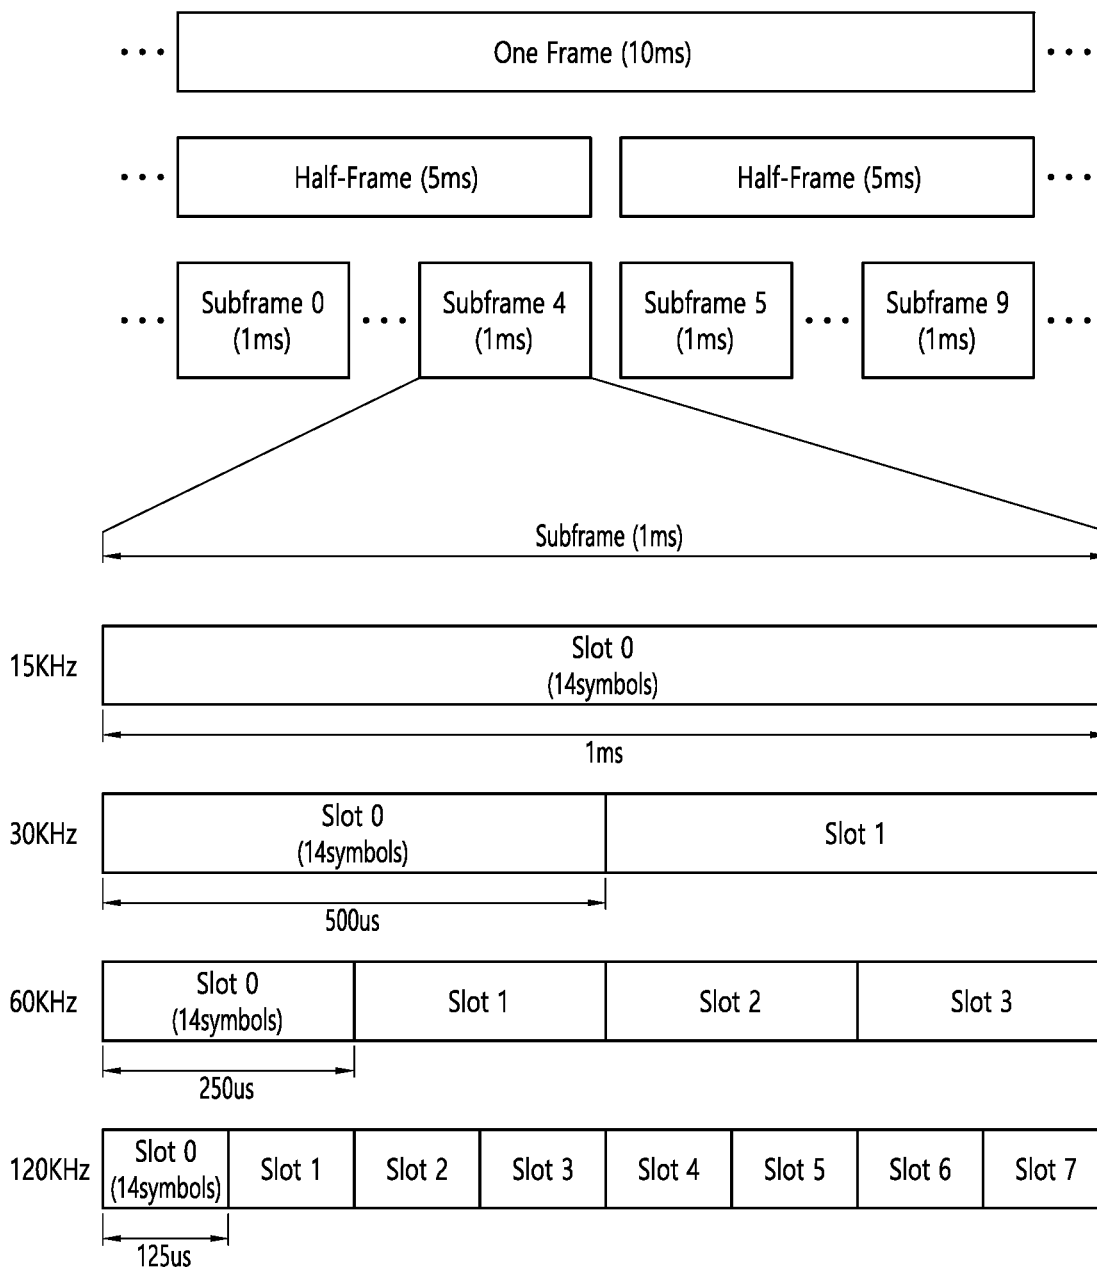 One Frame (10ms)
Half-Frame (5ms)
Half-Frame (5ms)
Subframe 0
(1ms)
Subframe 4
(1ms)
Subframe 5
(1ms)
Subframe 9
(1ms)
Subframe (1ms)
15KHz
Slot 0
(14symbols)
1ms
30KHz
Slot 0
(14symbols)
Slot 1
500us
60KHz
Slot 0
(14symbols)
Slot 1
Slot 2
Slot 3
250us
120KHz
Slot 0
(14symbols)
Slot 1
Slot 2
Slot 3
Slot 4
Slot 5
Slot 6
Slot 7
125us